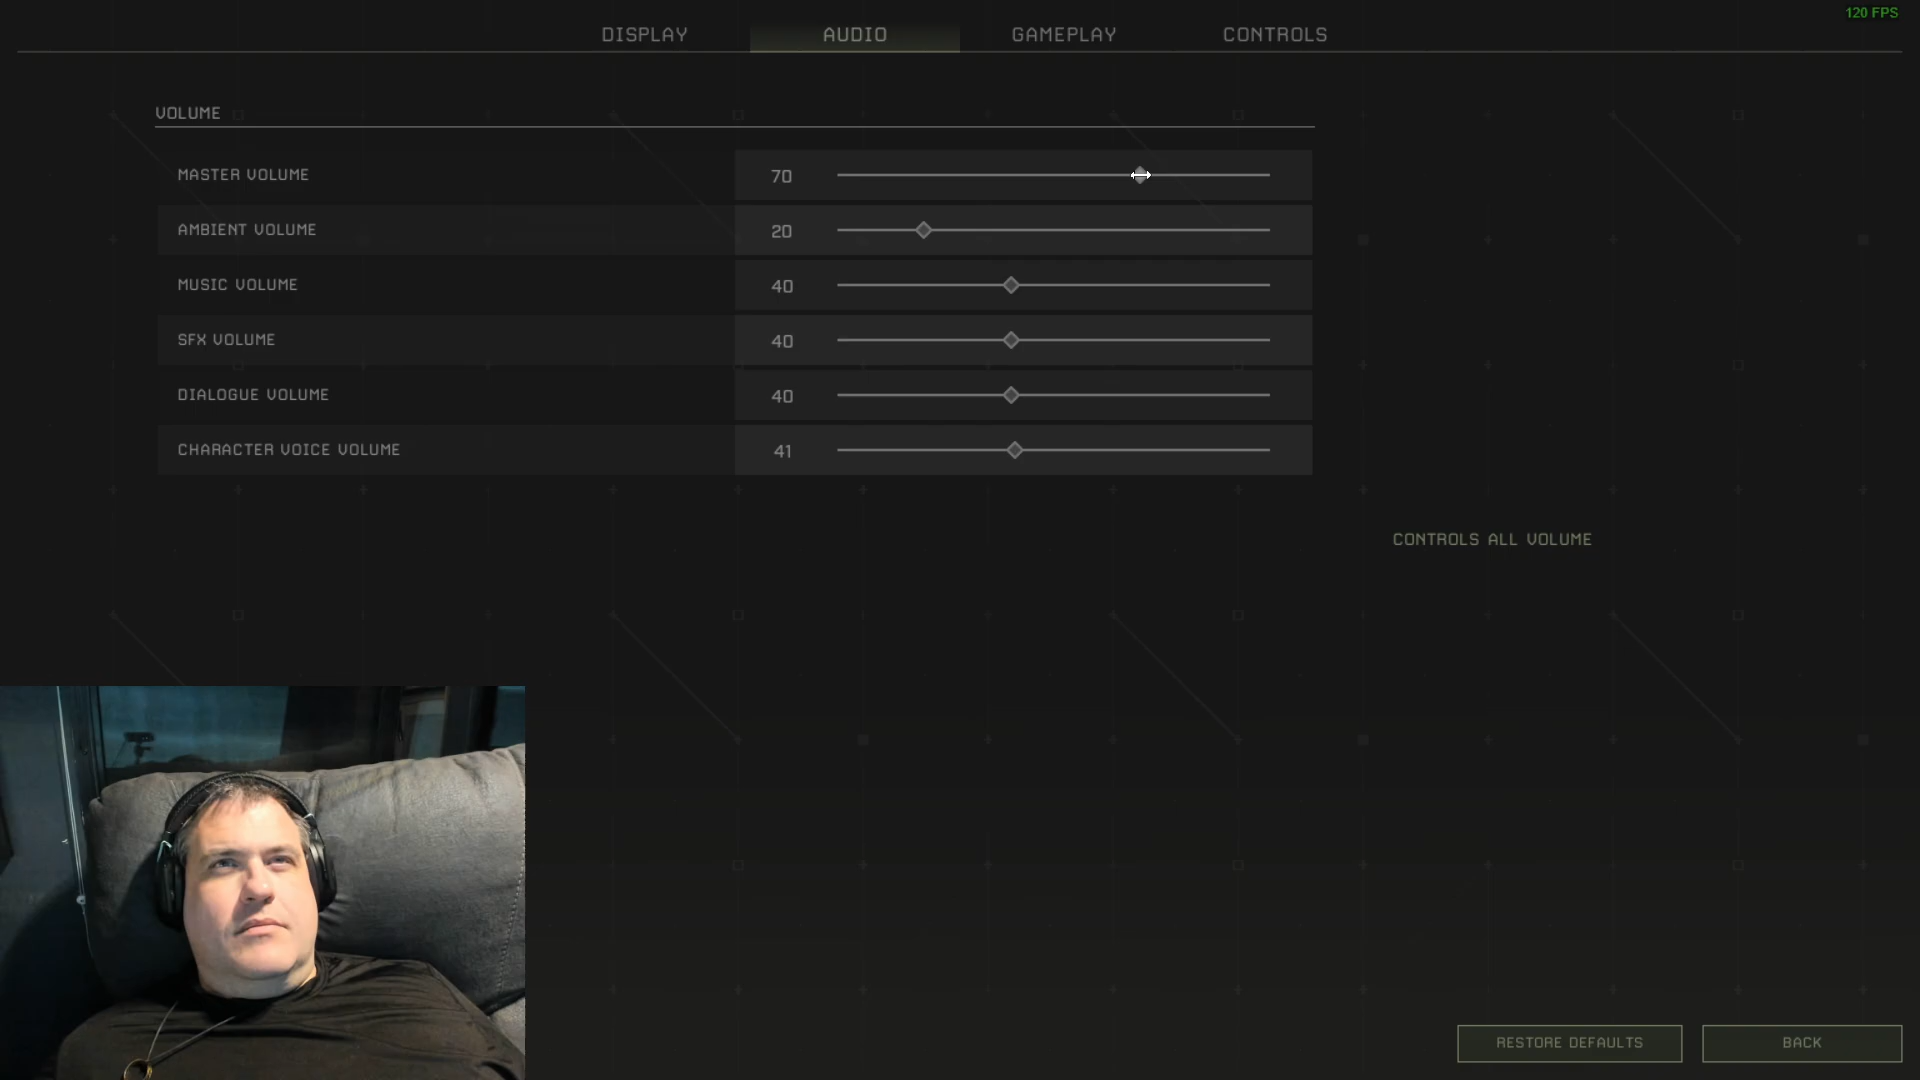 120 FPS
DISPLAY AUDIO GAMEPLAY CONTROLS
VOLUME
MASTER VOLUME 70
AMBIENT VOLUME 20
MUSIC VOLUME 40
SFX VOLUME 40
DIALOGUE VOLUME 40
CHARACTER VOICE VOLUME 41
CONTROLS ALL VOLUME
RESTORE DEFAULTS BACK